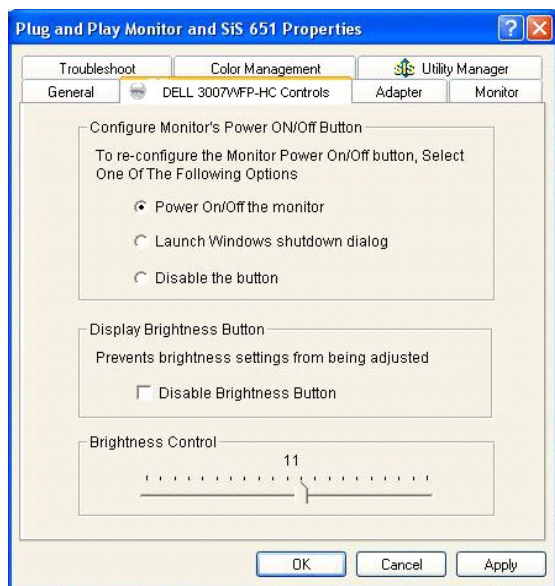 Plug and Play Monitor and SiS 651 Properties
Troubleshoot
Color Management
SiS Utility Manager
General
DELL 3007WFP-HC Controls
Adapter
Monitor
Configure Monitor's Power ON/Off Button
To re-configure the Monitor Power On/Off button, Select
One Of The Following Options
Power On/Off the monitor
Launch Windows shutdown dialog
Disable the button
Display Brightness Button
Prevents brightness settings from being adjusted
Disable Brightness Button
Brightness Control
11
OK
Cancel
Apply